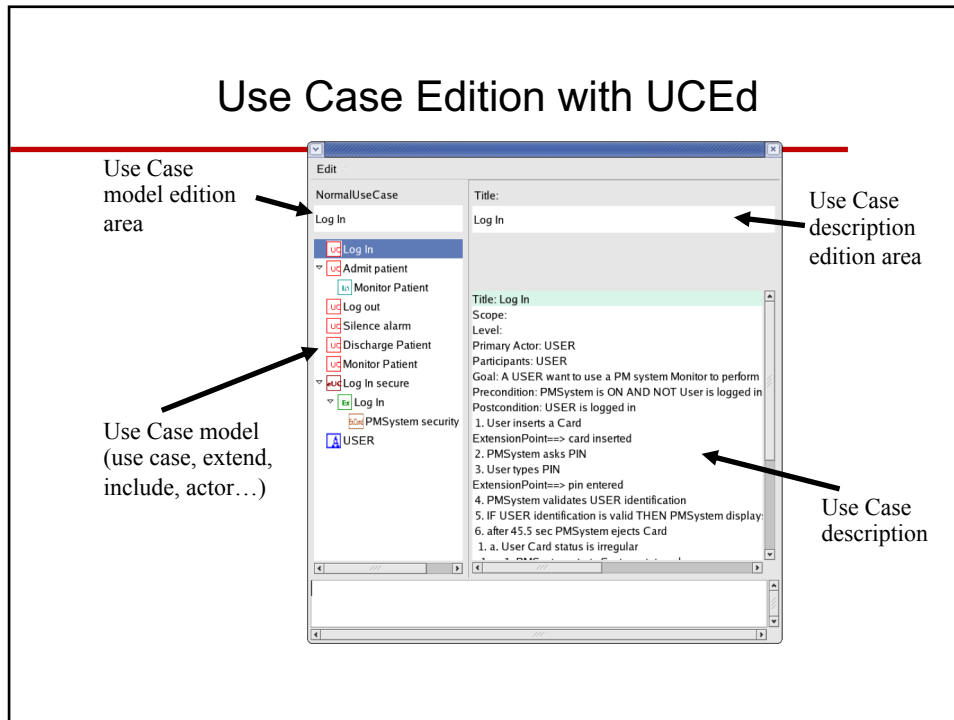 Use Case Edition with UCEd
Use Case
model edition
area
Edit
NormalUseCase
Log In
Log In
Admit patient
Monitor Patient
Log out
Silence alarm
Discharge Patient
Monitor Patient
Log In secure
Log In
PMSystem security
USER
Title:
Log In
Title: Log In
Scope:
Level:
Primary Actor: USER
Participants: USER
Goal: A USER want to use a PM system Monitor to perform
Precondition: PMSystem is ON AND NOT User is logged in
Postcondition: USER is logged in
1. User inserts a Card
ExtensionPoint==> card inserted
2. PMSystem asks PIN
3. User types PIN
ExtensionPoint==> pin entered
4. PMSystem validates USER identification
5. IF USER identification is valid THEN PMSystem displays
6. after 45.5 sec PMSystem ejects Card
1. a. User Card status is irregular
Use Case
description
edition area
Use Case model
(use case, extend,
include, actor…)
Use Case
description